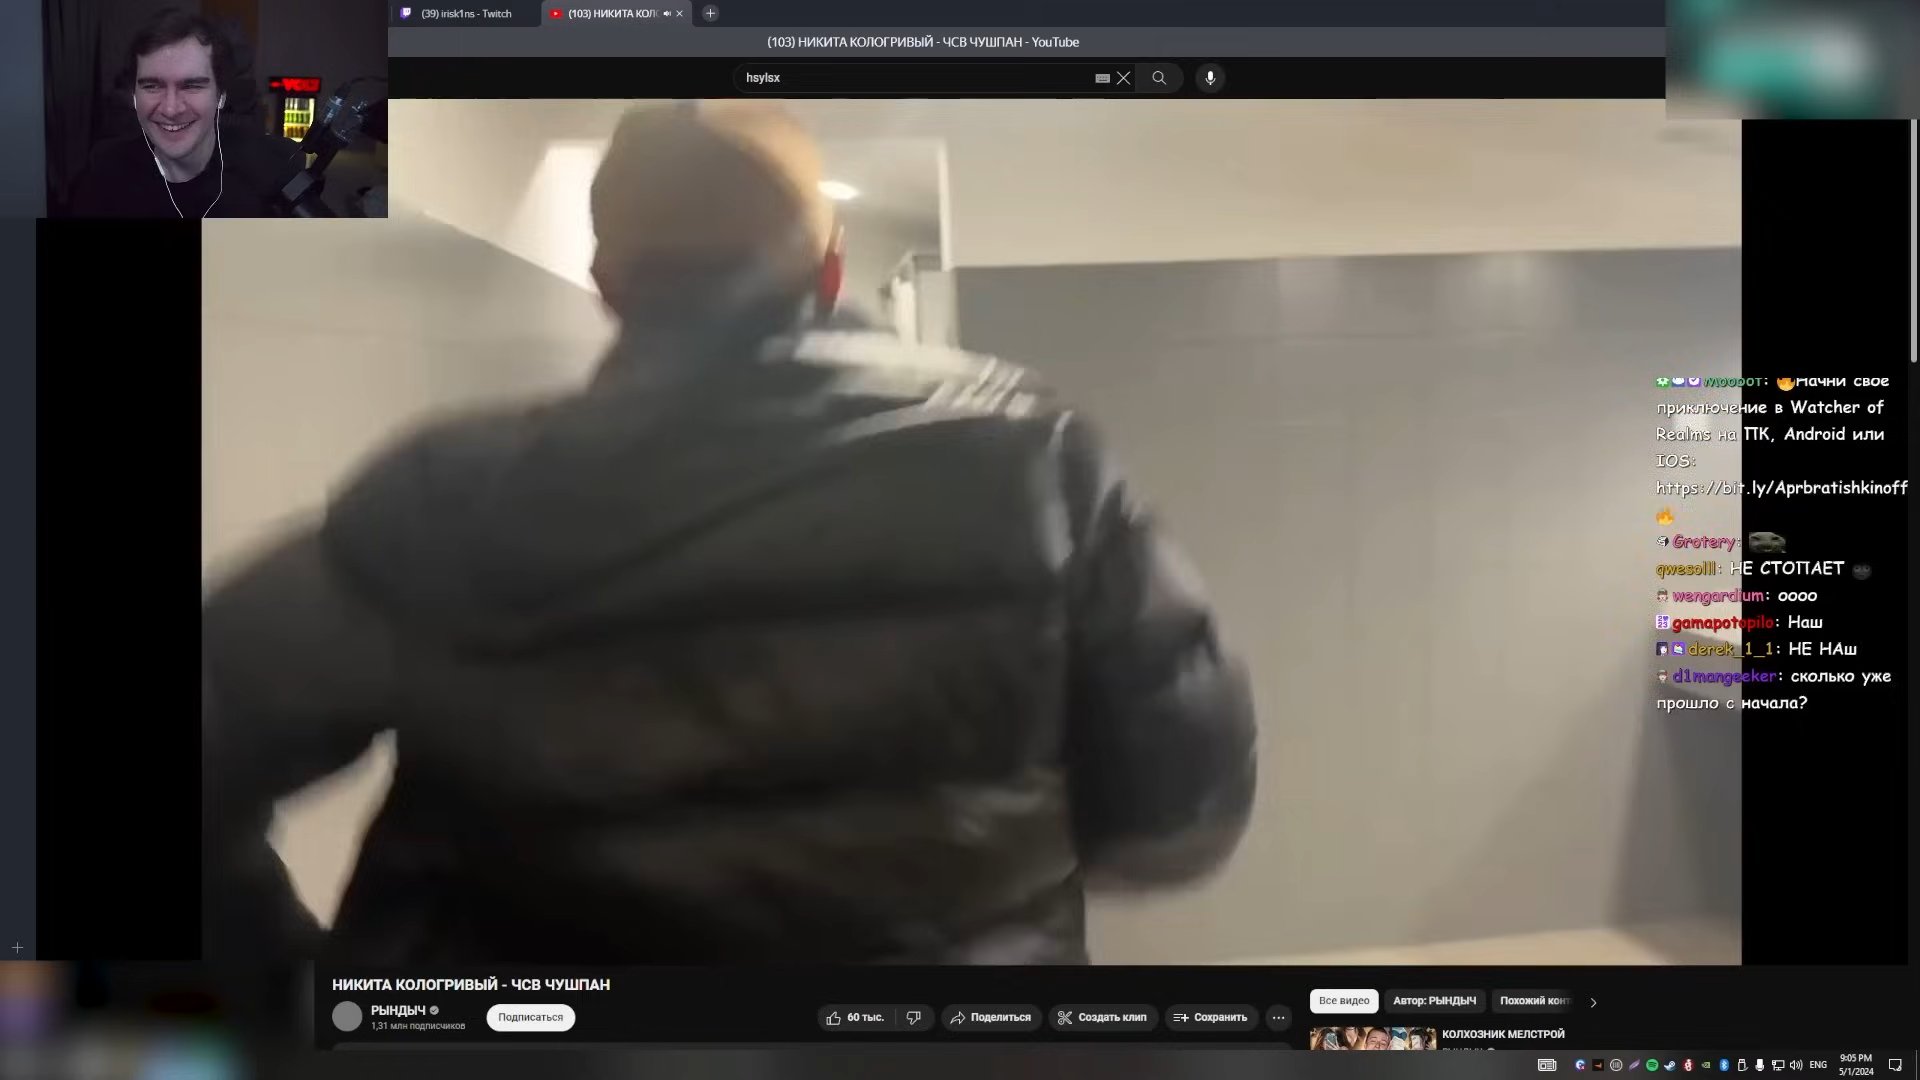 (39) irisk1ns - Twitch
(103) НИКИТА КОЛ
(103) НИКИТА КОЛОГРИВЫЙ - ЧСВ ЧУШПАН - YouTube
hsylsx
moobot: Начни свое
приключение в Watcher of
Realms на ПК, Android или
IOS:
https://bit.ly/Aprbratishkinoff
Grotery:
qwesolll: НЕ СТОПАЕТ
wengardium: оооо
gamapotopilo: Наш
derek_1_1: НЕ НАш
d1mangeeker: сколько уже
прошло с начала?
НИКИТА КОЛОГРИВЫЙ - ЧСВ ЧУШПАН
РЫНДЫЧ
1,31 млн подписчиков
Подписаться
60 тыс.
Поделиться
Создать клип
Сохранить
Все видео
Автор: РЫНДЫЧ
Похожий конт
КОЛХОЗНИК МЕЛСТРОЙ
ENG
9:05 PM
5/1/2024